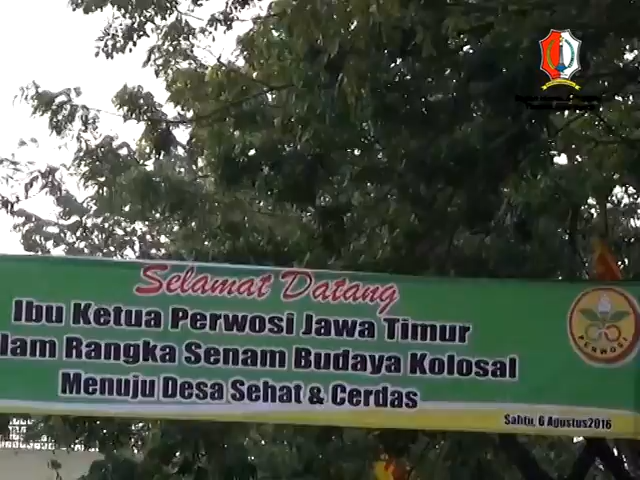 Selamat Datang
Ibu Ketua PERWOSI Jawa Timur
lam Rangka Senam Budaya Kolosal
Menuju Desa Sehat & Cerdas
Sabtu, 6 Agustus2016
PERWOSI